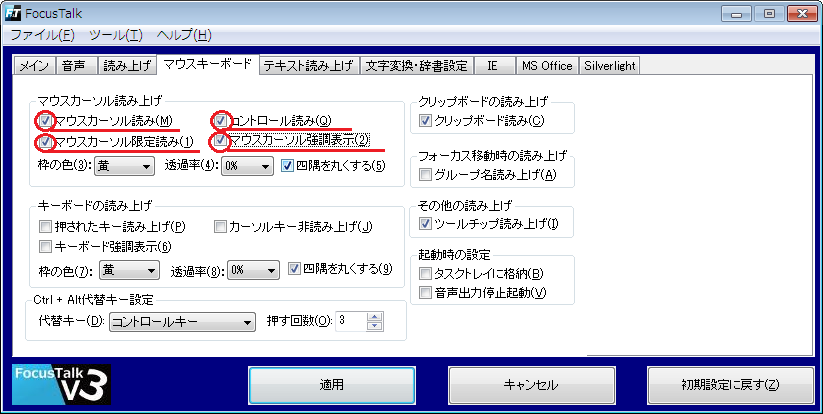 FocusTalk
ファイル(F) ツール(T) ヘルプ(H)
メイン 音声 読み上げ マウスキーボード テキスト読み上げ 文字変換・辞書設定 IE MS Office Silverlight
マウスカーソル読み上げ
マウスカーソル読み(M) コントロール読み(Q)
マウスカーソル限定読み(1) マウスカーソル強調表示(2)
枠の色(3): 黄 透過率(4): 0% 四隅を丸くする(5)
キーボードの読み上げ
押されたキー読み上げ(P) カーソルキー非読み上げ(J)
キーボード強調表示(6)
枠の色(7): 黄 透過率(8): 0% 四隅を丸くする(9)
Ctrl + Alt代替キー設定
代替キー(D): コントロールキー 押す回数(O): 3
クリップボードの読み上げ
クリップボード読み(C)
フォーカス移動時の読み上げ
グループ名読み上げ(A)
その他の読み上げ
ツールチップ読み上げ(I)
起動時の設定
タスクトレイに格納(B)
音声出力停止起動(V)
FocusTalk
V3
適用 キャンセル 初期設定に戻す(Z)